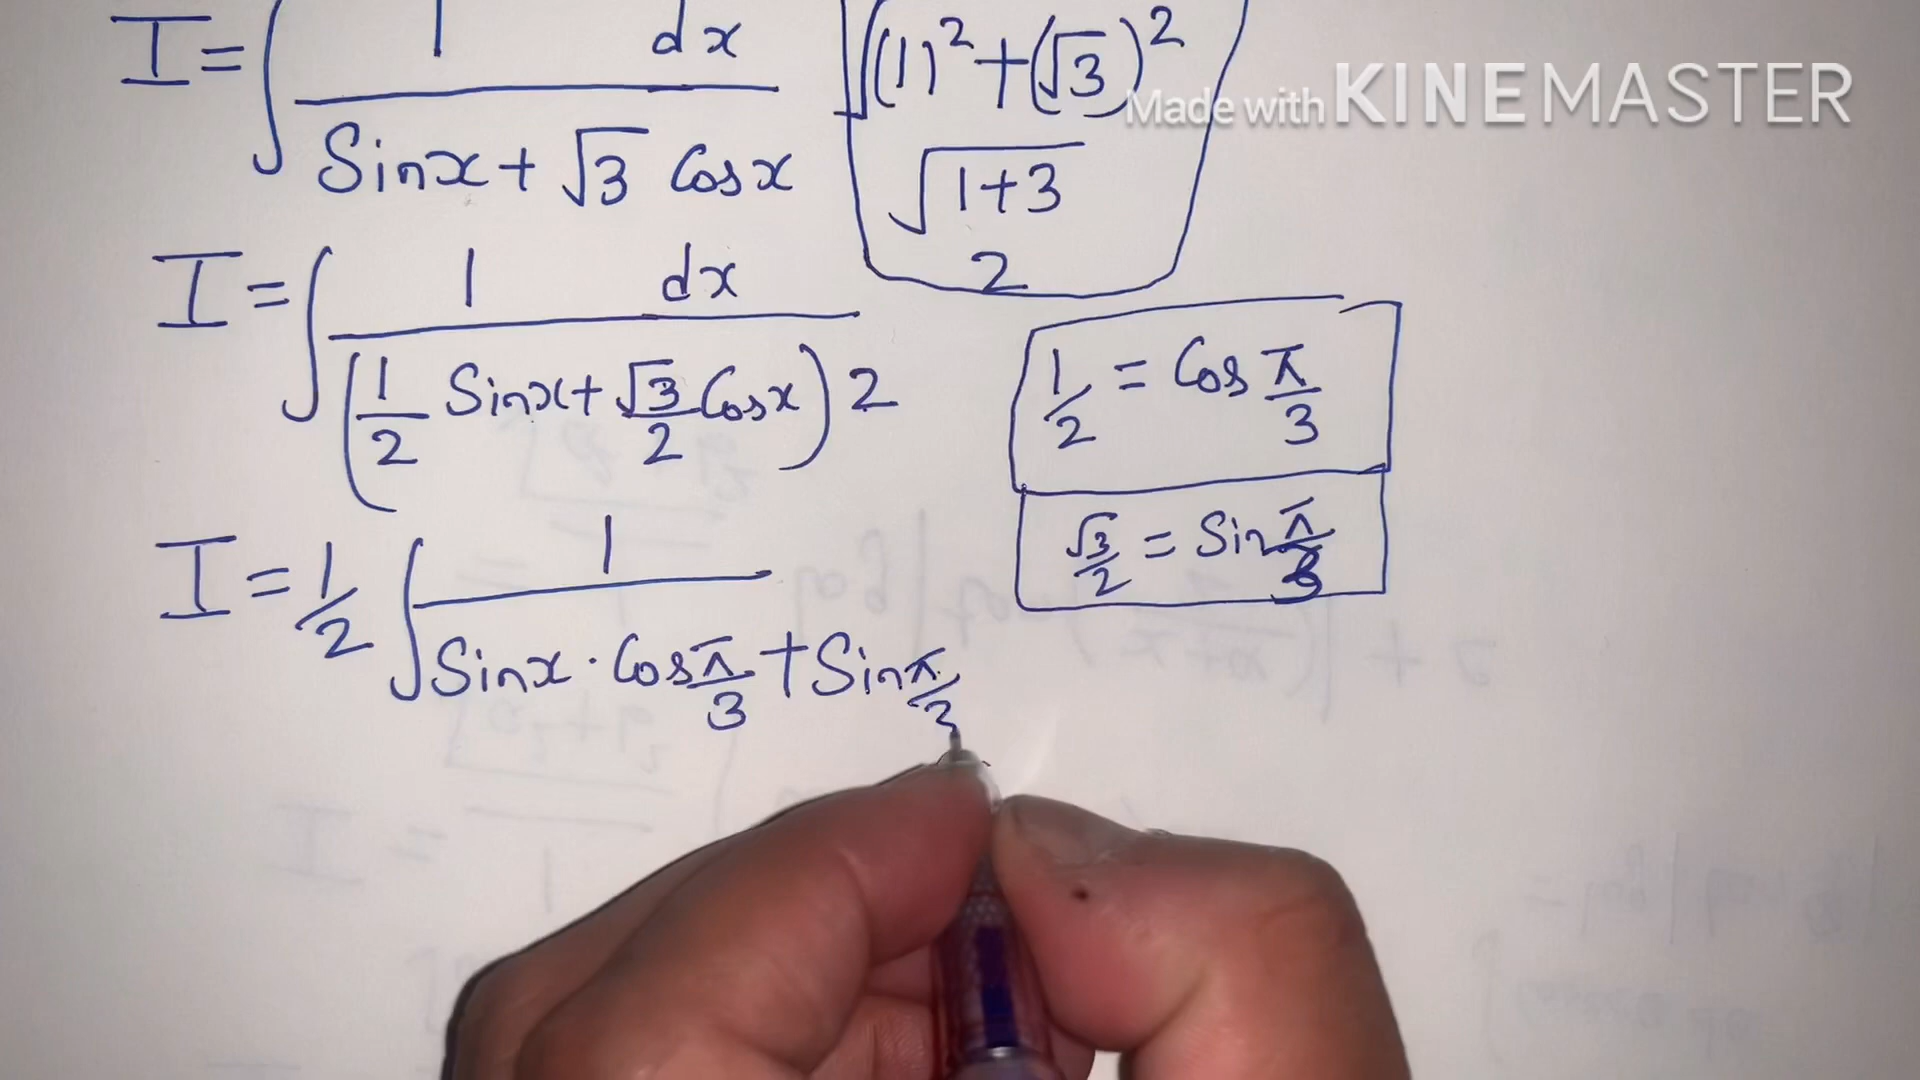 I = ∫ 1 dx / Sinx + √3 Cosx
√(1)² + (√3)²
√1+3
2
Made with KINEMASTER
I = ∫ 1 dx / (1/2 Sinx + √3/2 Cosx) 2
1/2 = Cos π/3
√3/2 = Sin π/3
I = 1/2 ∫ 1 / Sinx · Cos π/3 + Sin π/3